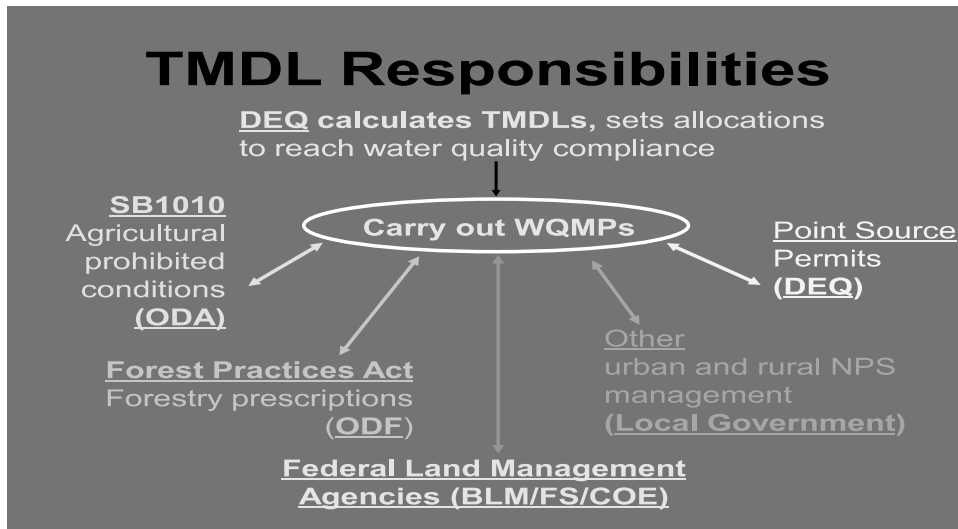 TMDL Responsibilities
DEQ calculates TMDLs, sets allocations
to reach water quality compliance
Carry out WQMPs
SB1010
Agricultural
prohibited
conditions
(ODA)
Point Source
Permits
(DEQ)
Forest Practices Act
Forestry prescriptions
(ODF)
Other
urban and rural NPS
management
(Local Government)
Federal Land Management
Agencies (BLM/FS/COE)